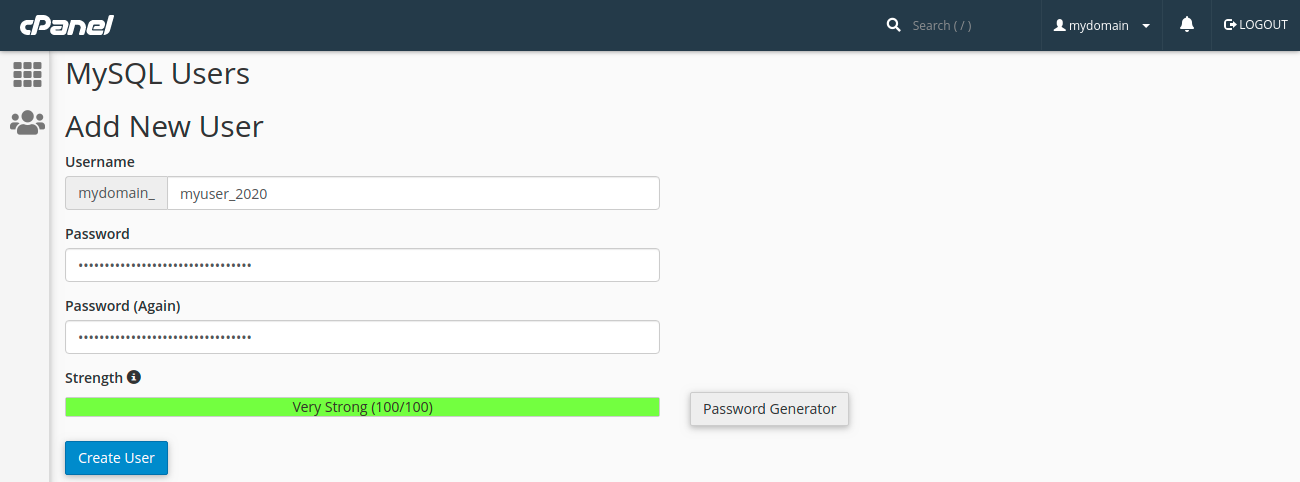 cPanel
Search ( / )
mydomain
LOGOUT
MySQL Users
Add New User
Username
mydomain_ myuser_2020
Password
••••••••••••••••••••••••••••••••
Password (Again)
••••••••••••••••••••••••••••••••
Strength
Very Strong (100/100)
Password Generator
Create User